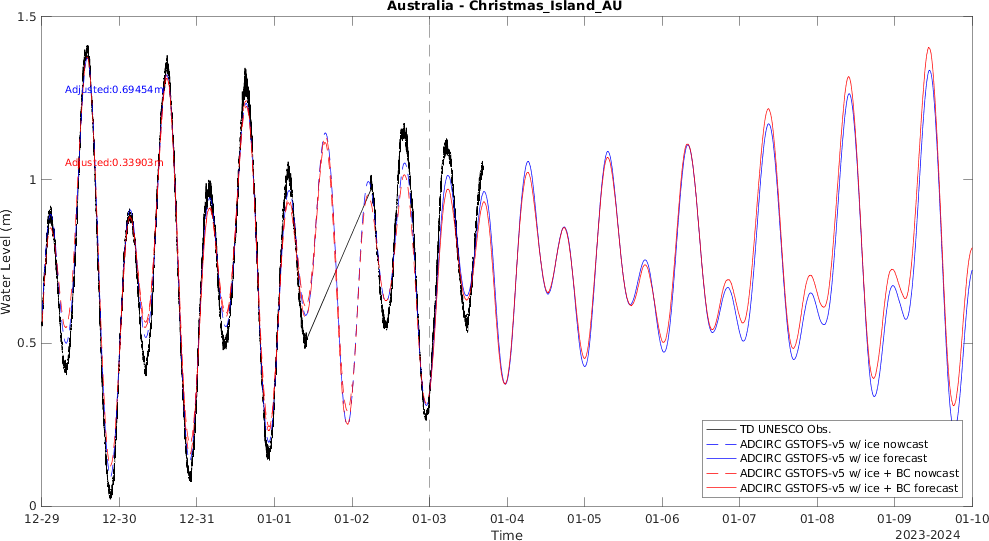 Australia - Christmas_Island_AU
1.5
1
0.5
0
Water Level (m)
Adjusted:0.69454m
Adjusted:0.33903m
TD UNESCO Obs.
ADCIRC GSTOFS-v5 w/ ice nowcast
ADCIRC GSTOFS-v5 w/ ice forecast
ADCIRC GSTOFS-v5 w/ ice + BC nowcast
ADCIRC GSTOFS-v5 w/ ice + BC forecast
12-29 12-30 12-31 01-01 01-02 01-03 01-04 01-05 01-06 01-07 01-08 01-09 01-10
Time
2023-2024